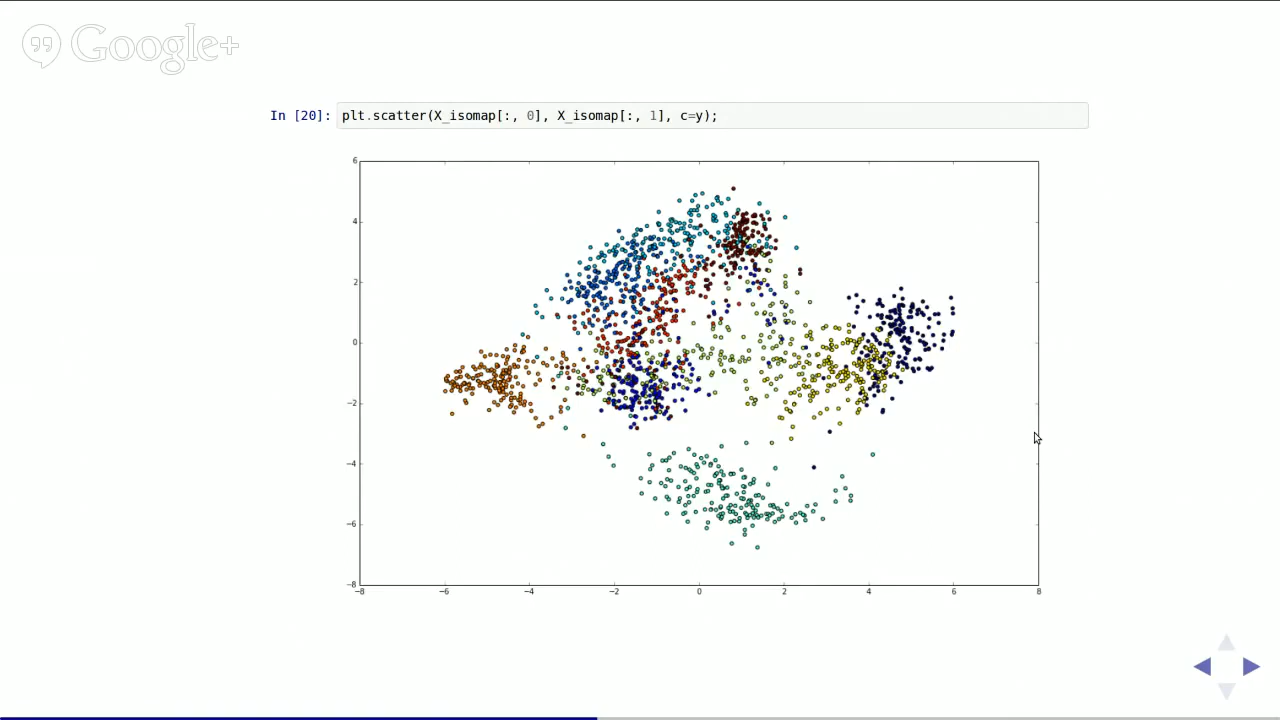 Google+
In [20]: plt.scatter(X_isomap[:, 0], X_isomap[:, 1], c=y);
6
4
2
0
−2
−4
−6
−8
−8 −6 −4 −2 0 2 4 6 8